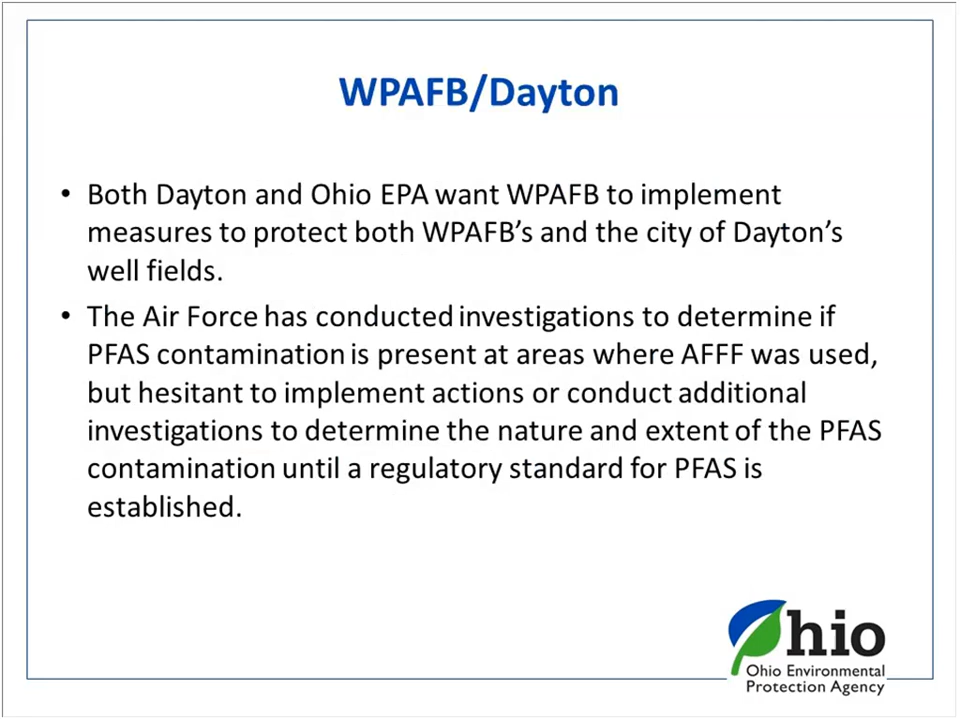 WPAFB/Dayton
• Both Dayton and Ohio EPA want WPAFB to implement
measures to protect both WPAFB’s and the city of Dayton’s
well fields.
• The Air Force has conducted investigations to determine if
PFAS contamination is present at areas where AFFF was used,
but hesitant to implement actions or conduct additional
investigations to determine the nature and extent of the PFAS
contamination until a regulatory standard for PFAS is
established.
Ohio
Ohio Environmental
Protection Agency